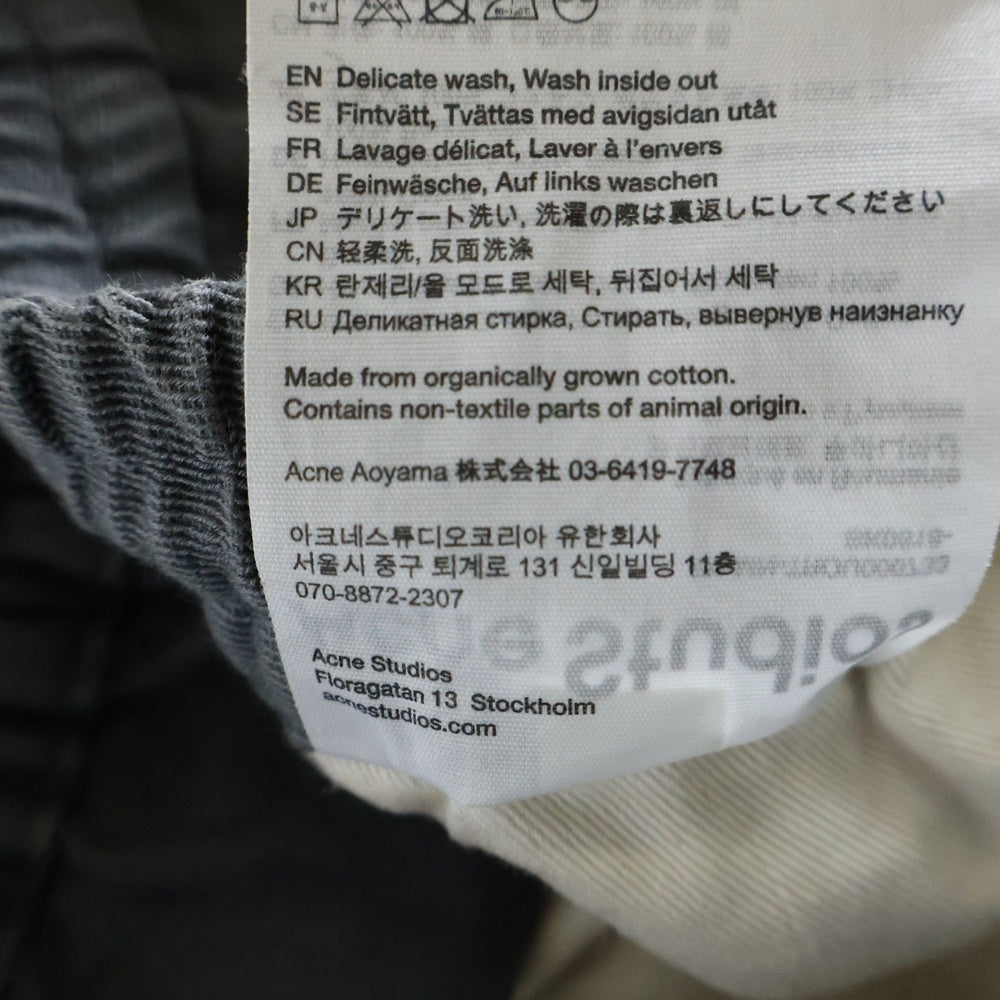 EN Delicate wash, Wash inside out
SE Fintvätt, Tvättas med avigsidan utåt
FR Lavage délicat, Laver à l'envers
DE Feinwäsche, Auf links waschen
JP デリケート洗い, 洗濯の際は裏返しにしてください
CN 轻柔洗, 反面洗涤
KR 란제리/울 모드로 세탁, 뒤집어서 세탁
RU Деликатная стирка, Стирать, вывернув наизнанку
Made from organically grown cotton.
Contains non-textile parts of animal origin.
Acne Aoyama 株式会社 03-6419-7748
아크네스튜디오코리아 유한회사
서울시 중구 퇴계로 131 신일빌딩 11층
070-8872-2307
Acne Studios
Floragatan 13 Stockholm
acnestudios.com
Acne Studios